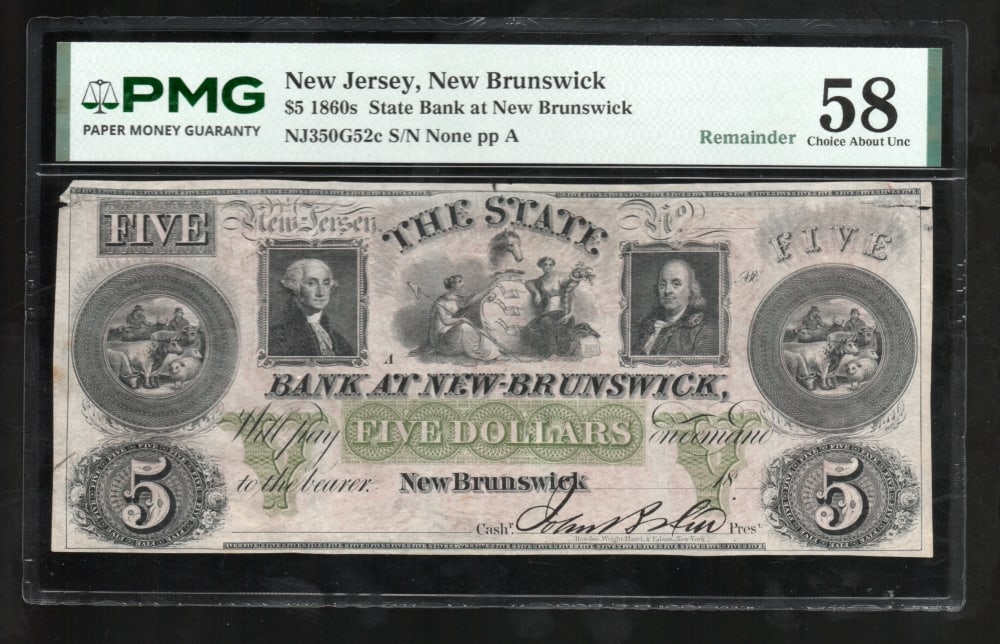 PMG
PAPER MONEY GUARANTY
New Jersey, New Brunswick
$5 1860s State Bank at New Brunswick
NJ350G52c S/N None pp A
Remainder
58
Choice About Unc
FIVE
New Jersey
THE STATE
No
FIVE
A
BANK AT NEW-BRUNSWICK,
Will pay FIVE DOLLARS on demand
to the bearer. New Brunswick 18
5
5
Cashr. Prest